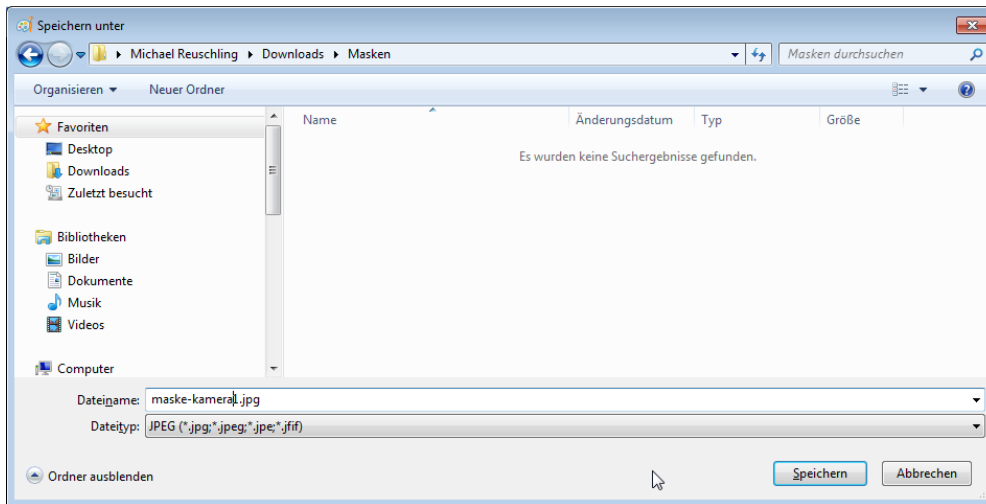 Speichern unter
Michael Reuschling Downloads Masken
Masken durchsuchen
Organisieren Neuer Ordner
Name Änderungsdatum Typ Größe
Es wurden keine Suchergebnisse gefunden.
Favoriten
Desktop
Downloads
Zuletzt besucht
Bibliotheken
Bilder
Dokumente
Musik
Videos
Computer
Dateiname: maske-kamera1.jpg
Dateityp: JPEG (*.jpg;*.jpeg;*.jpe;*.jfif)
Ordner ausblenden Speichern Abbrechen